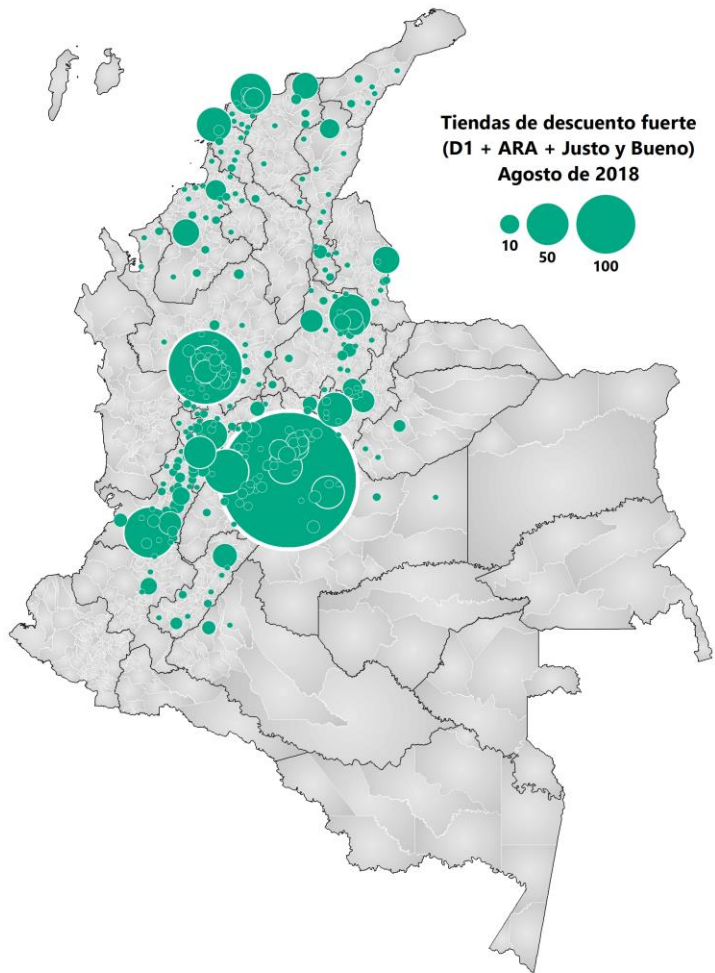 Tiendas de descuento fuerte
(D1 + ARA + Justo y Bueno)
Agosto de 2018
10
50
100